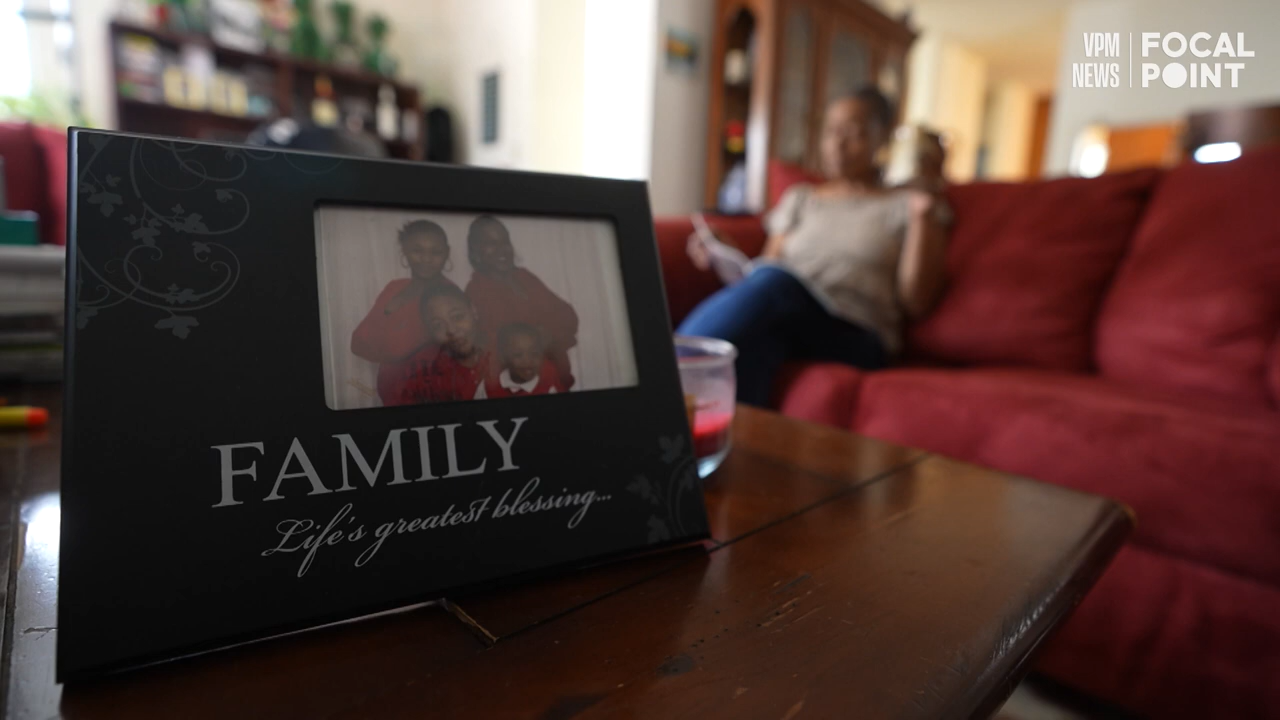 VPM
NEWS
FOCAL
POINT
FAMILY
Life's greatest blessing...